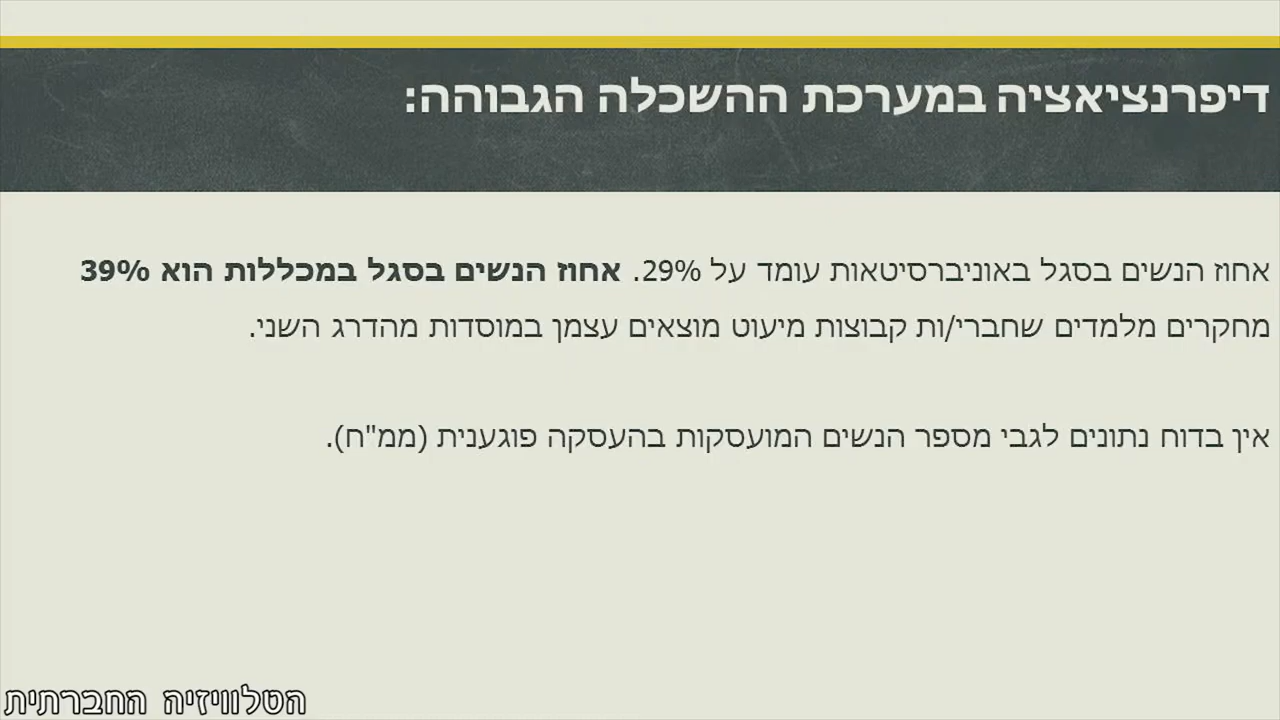 דיפרנציאציה במערכת ההשכלה הגבוהה:
אחוז הנשים בסגל באוניברסיטאות עומד על 29%. אחוז הנשים בסגל במכללות הוא 39%
מחקרים מלמדים שחברי/ות קבוצות מיעוט מוצאים עצמן במוסדות מהדרג השני.
אין בדוח נתונים לגבי מספר הנשים המועסקות בהעסקה פוגענית (ממ"ח).
הטלוויזיה החברתית